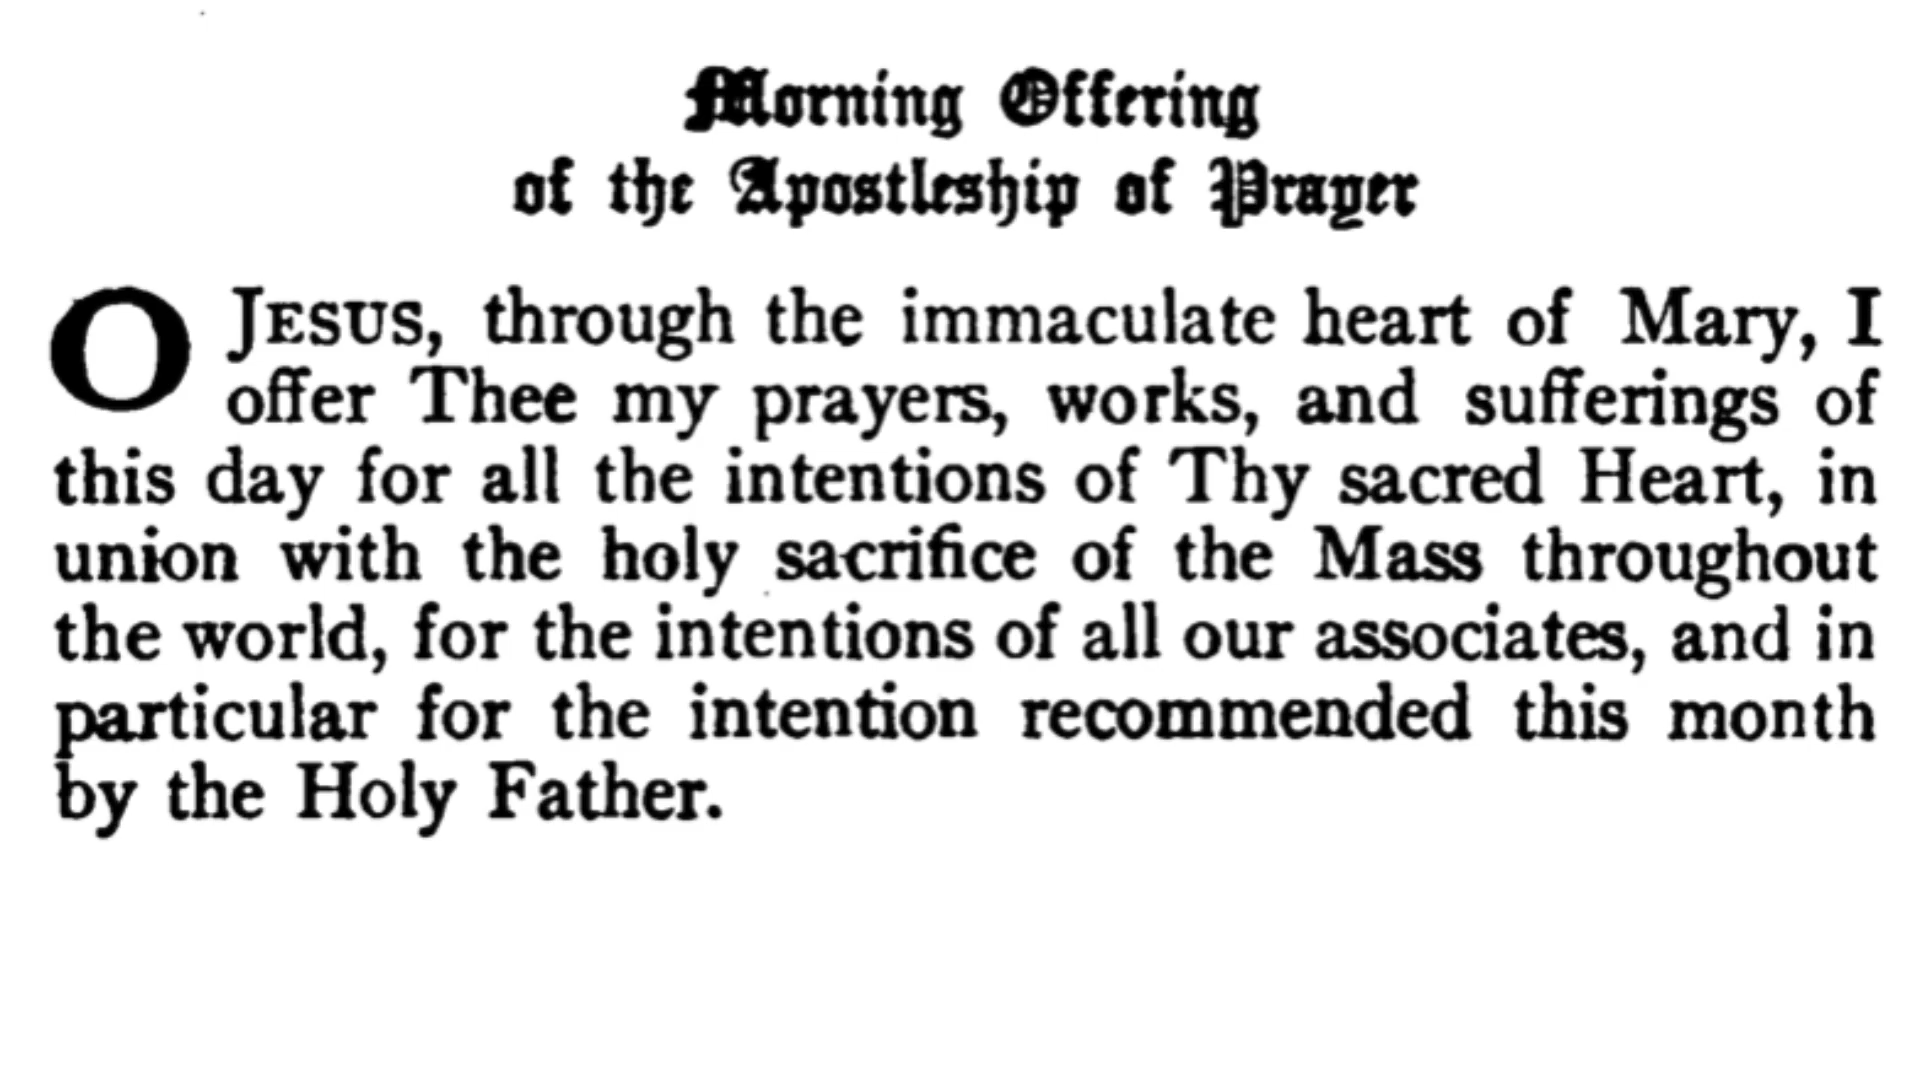 Morning Offering
of the Apostleship of Prayer
O JESUS, through the immaculate heart of Mary, I
offer Thee my prayers, works, and sufferings of
this day for all the intentions of Thy sacred Heart, in
union with the holy sacrifice of the Mass throughout
the world, for the intentions of all our associates, and in
particular for the intention recommended this month
by the Holy Father.